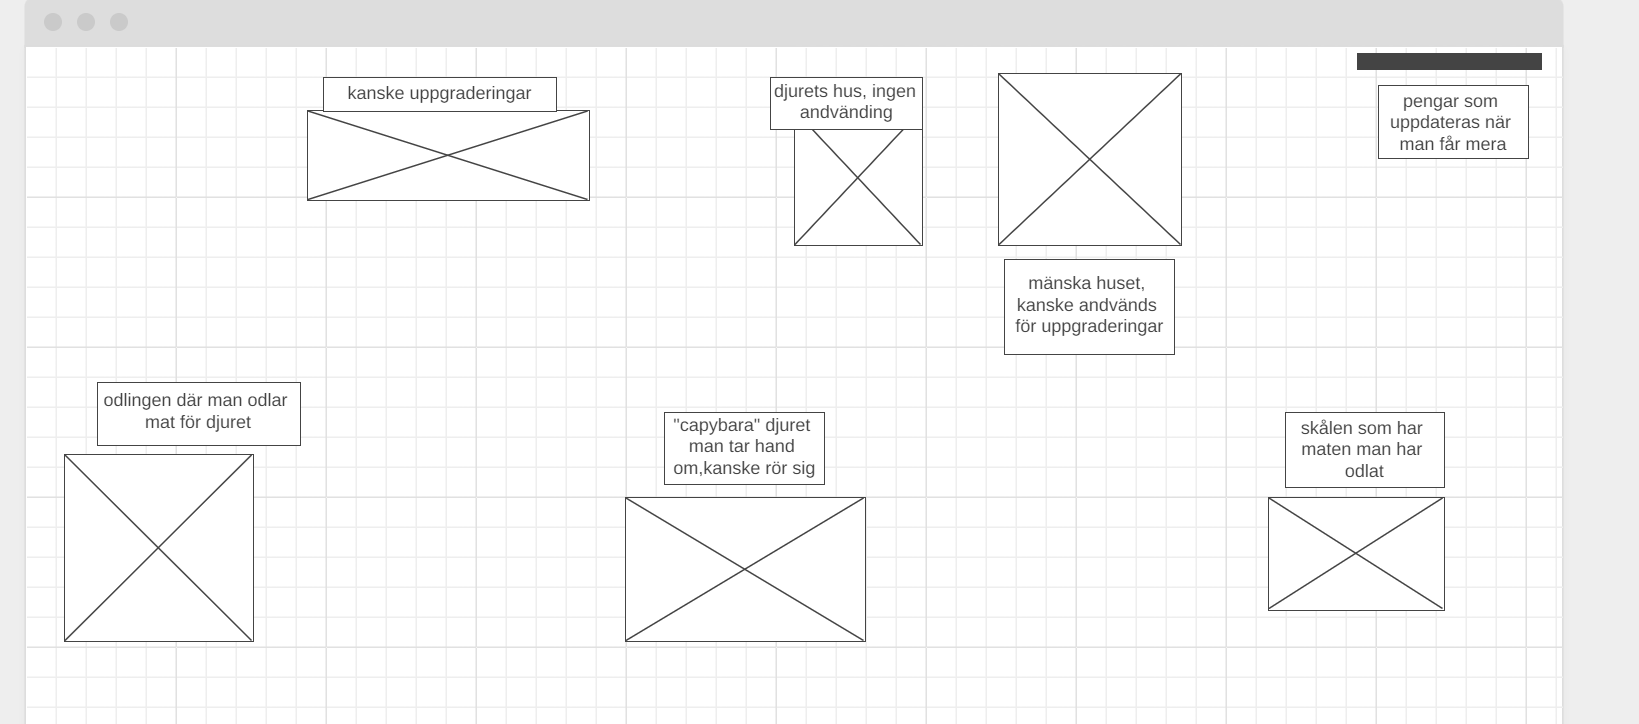 kanske uppgraderingar
djurets hus, ingen
andvänding
pengar som
uppdateras når
man får mera
mänska huset,
kanske andvänds
för uppgraderingar
odlingen där man odlar
mat för djuret
"capybara" djuret
man tar hand
om,kanske rör sig
skålen som har
maten man har
odlat